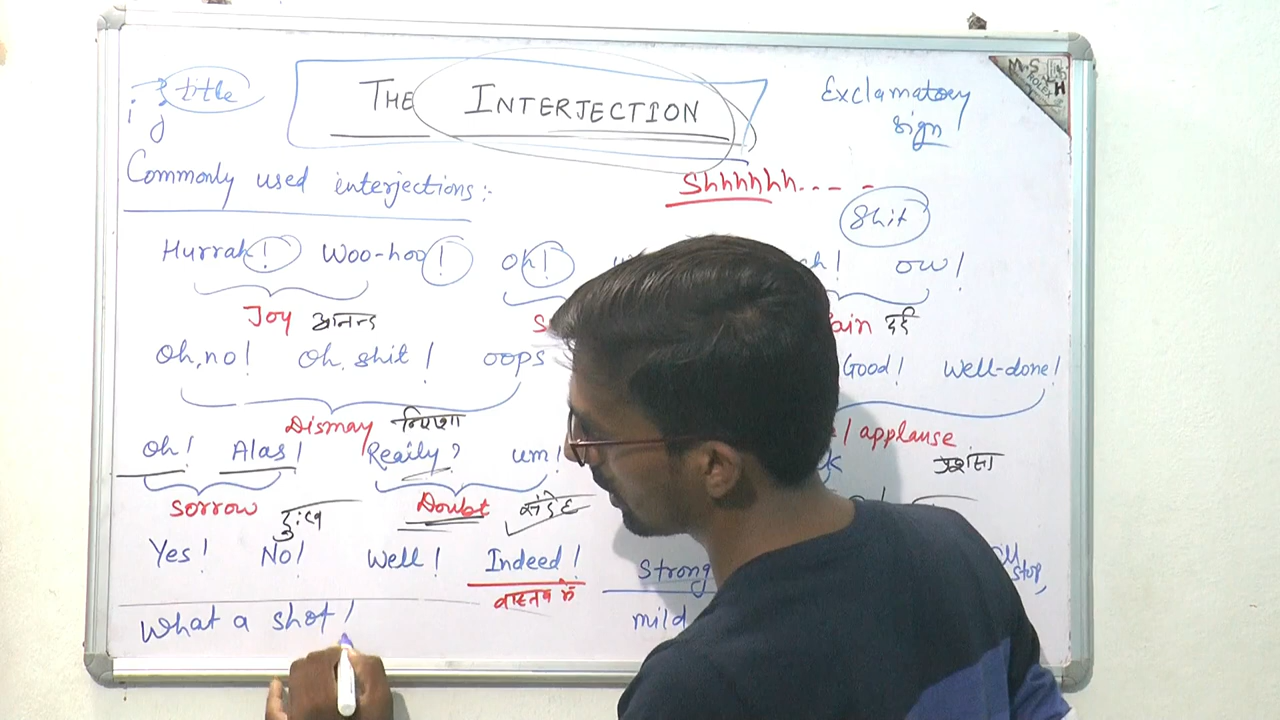 title
i j
THE INTERJECTION
Exclamatory
sign
M.S
ROLEX
Commonly used interjections:
Shhhhhh.... -
Shit
Hurrah! Woo-hoo! Oh! ow!
Joy आनन्द दर्द
Oh, no! Oh, shit! oops Good! Well-done!
Dismay निराशा / applause
प्रशंसा
Oh! Alas! Really? um!
Sorrow दुःख Doubt संदेह
Yes! No! Well! Indeed! Strong stop,
वास्तव में
What a shot! mild